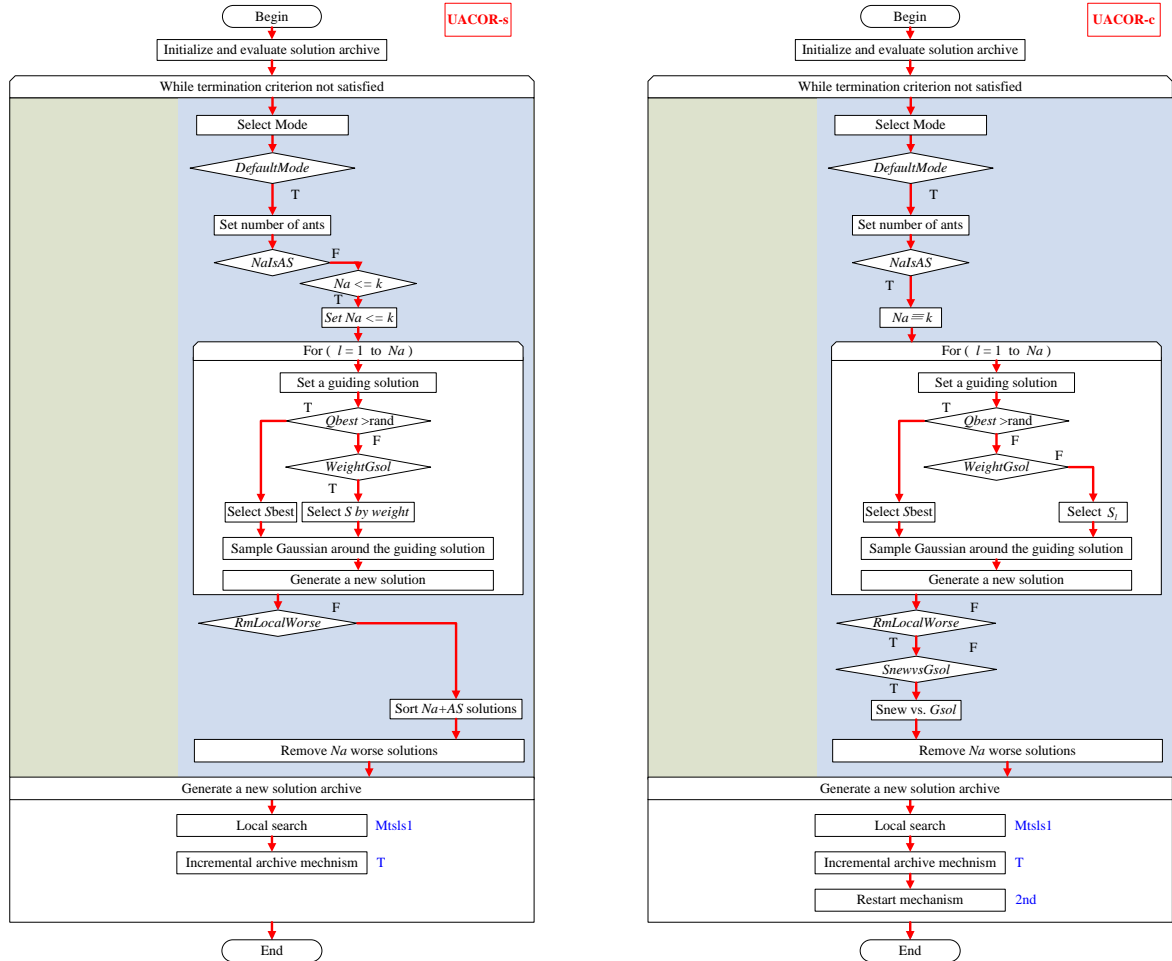 Begin
UACOR-s
Initialize and evaluate solution archive
While termination criterion not satisfied
Select Mode
DefaultMode
T
Set number of ants
NaIsAS
F
Na <= k
T
Set Na <= k
For ( l = 1 to Na )
Set a guiding solution
T
Qbest >rand
F
WeightGsol
T
Select Sbest
Select S by weight
Sample Gaussian around the guiding solution
Generate a new solution
F
RmLocalWorse
Sort Na+AS solutions
Remove Na worse solutions
Generate a new solution archive
Local search
Mtsls1
Incremental archive mechnism
T
End
Begin
UACOR-c
Initialize and evaluate solution archive
While termination criterion not satisfied
Select Mode
DefaultMode
T
Set number of ants
NaIsAS
T
Na ≡ k
For ( l = 1 to Na )
Set a guiding solution
T
Qbest >rand
F
F
WeightGsol
Select Sbest
Select Sl
Sample Gaussian around the guiding solution
Generate a new solution
F
RmLocalWorse
T
F
SnewvsGsol
T
Snew vs. Gsol
Remove Na worse solutions
Generate a new solution archive
Local search
Mtsls1
Incremental archive mechnism
T
Restart mechanism
2nd
End